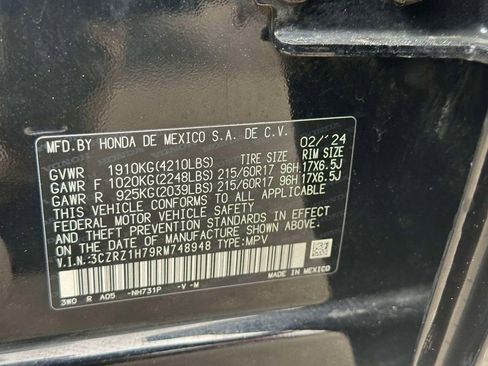 MFD.BY HONDA DE MEXICO S.A. DE C.V. 02/'24
GVWR 1910KG(4210LBS) TIRE SIZE RIM SIZE
GAWR F 1020KG(2248LBS) 215/60R17 96H 17X6.5J
GAWR R 925KG(2039LBS) 215/60R17 96H 17X6.5J
THIS VEHICLE CONFORMS TO ALL APPLICABLE
FEDERAL MOTOR VEHICLE SAFETY
AND THEFT PREVENTION STANDARDS IN EFFECT
ON THE DATE OF MANUFACTURE SHOWN ABOVE.
V.I.N.:3CZRZ1H79RM748948 TYPE:MPV
MADE IN MEXICO
3W0 R A05 -NH731P -V -M